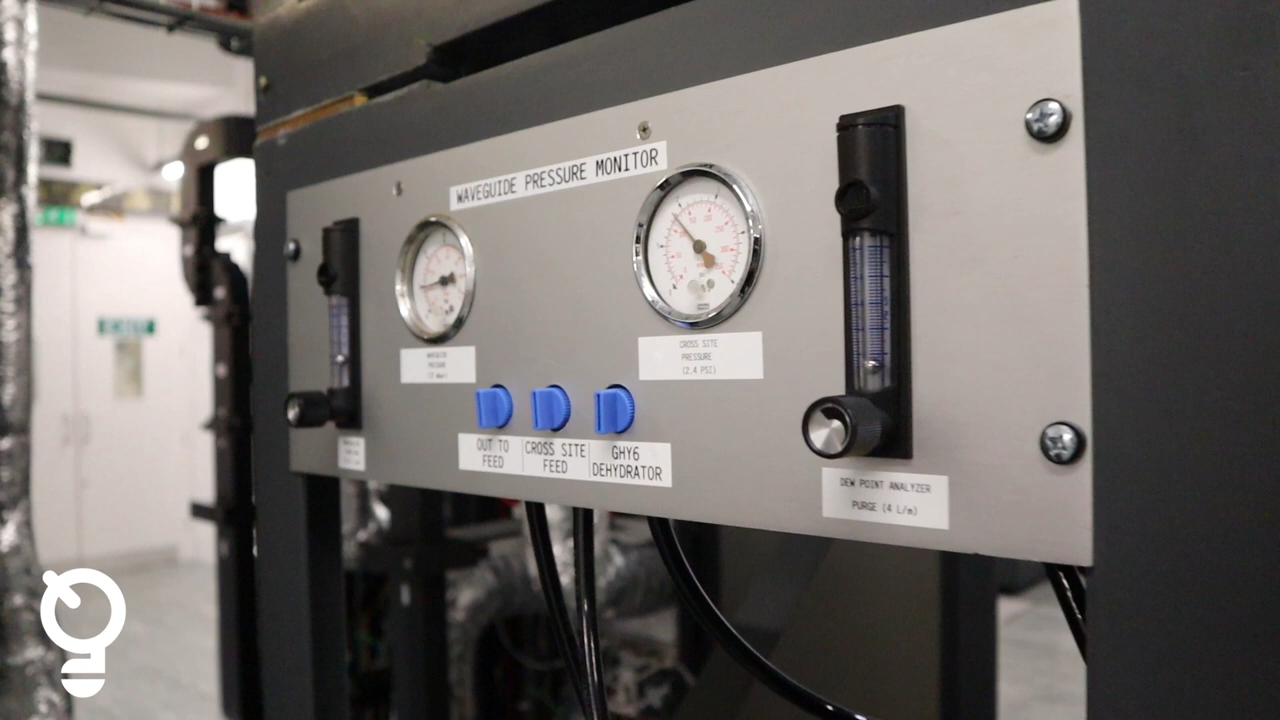 WAVEGUIDE PRESSURE MONITOR
CROSS SITE
PRESSURE
(2.4 PSI)
OUT TO
FEED
CROSS SITE
FEED
GHY6
DEHYDRATOR
DEW POINT ANALYZER
PURGE (4 L/m)
EXIT